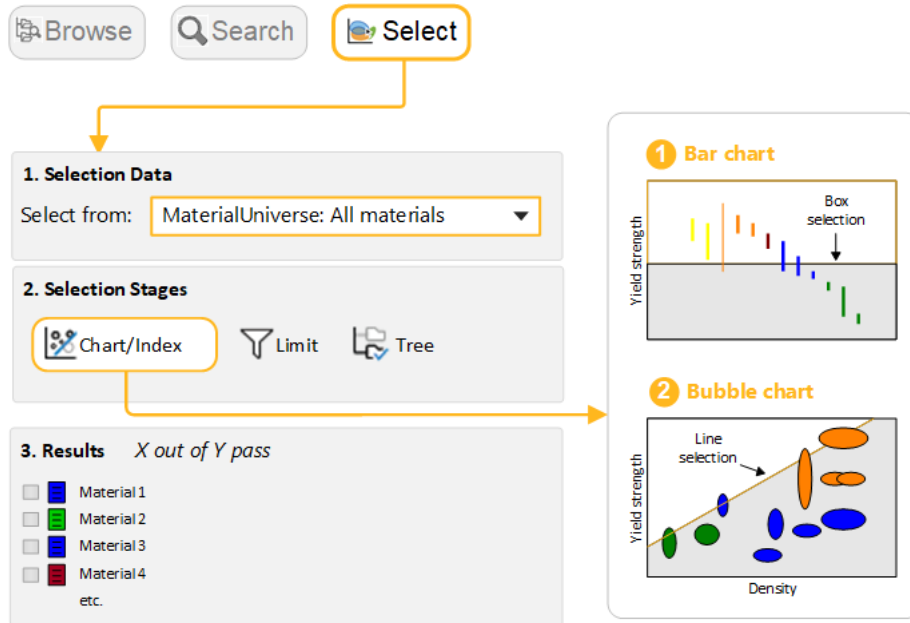 Browse
Search
Select
1. Selection Data
Select from: MaterialUniverse: All materials
2. Selection Stages
Chart/Index
Limit
Tree
3. Results X out of Y pass
Material 1
Material 2
Material 3
Material 4
etc.
1 Bar chart
Yield strength
Box
selection
2 Bubble chart
Yield strength
Line
selection
Density